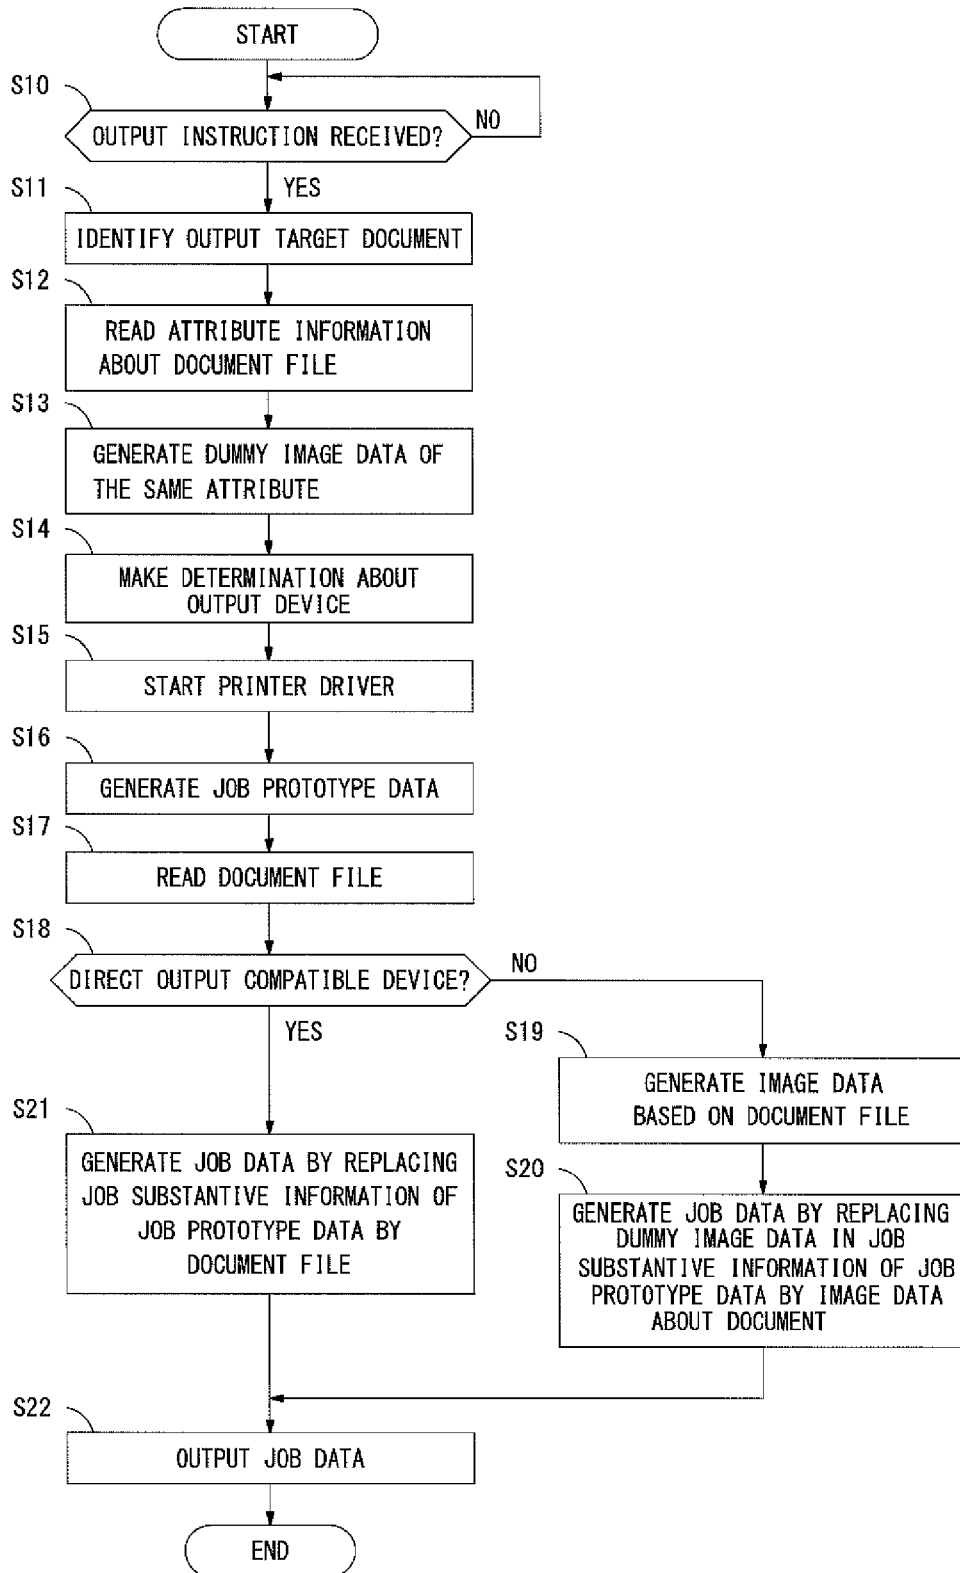 START
S10
OUTPUT INSTRUCTION RECEIVED?
NO
YES
S11
IDENTIFY OUTPUT TARGET DOCUMENT
S12
READ ATTRIBUTE INFORMATION
ABOUT DOCUMENT FILE
S13
GENERATE DUMMY IMAGE DATA OF
THE SAME ATTRIBUTE
S14
MAKE DETERMINATION ABOUT
OUTPUT DEVICE
S15
START PRINTER DRIVER
S16
GENERATE JOB PROTOTYPE DATA
S17
READ DOCUMENT FILE
S18
DIRECT OUTPUT COMPATIBLE DEVICE?
NO
YES
S19
GENERATE IMAGE DATA
BASED ON DOCUMENT FILE
S20
GENERATE JOB DATA BY REPLACING
DUMMY IMAGE DATA IN JOB
SUBSTANTIVE INFORMATION OF JOB
PROTOTYPE DATA BY IMAGE DATA
ABOUT DOCUMENT
S21
GENERATE JOB DATA BY REPLACING
JOB SUBSTANTIVE INFORMATION OF
JOB PROTOTYPE DATA BY
DOCUMENT FILE
S22
OUTPUT JOB DATA
END